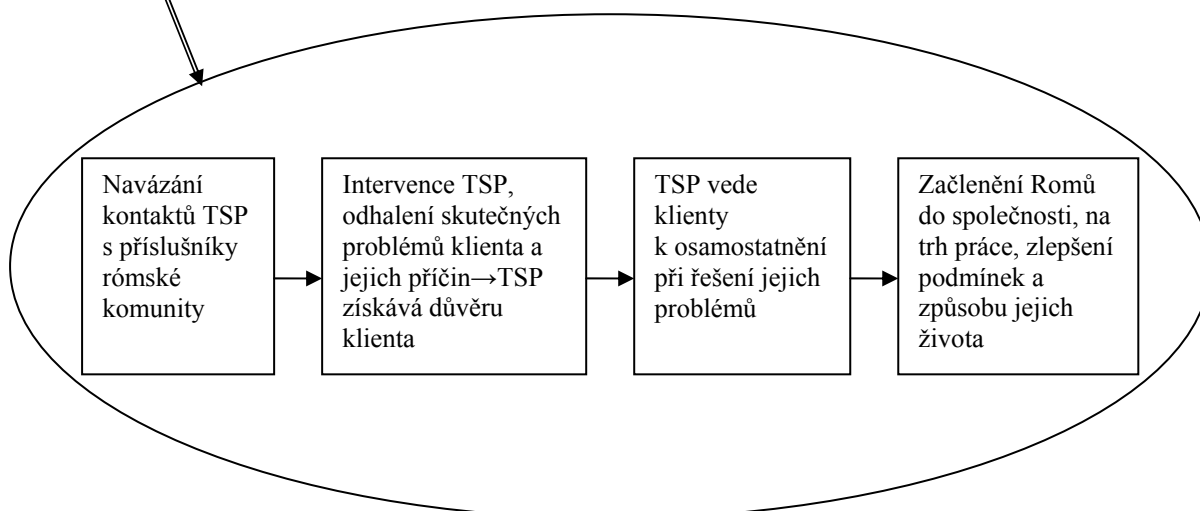 Navázání
kontaktů TSP
s příslušníky
rómské
komunity
Intervence TSP,
odhalení skutečných
problémů klienta a
jejich příčin→TSP
získává důvěru
klienta
TSP vede
klienty
k osamostatnění
při řešení jejich
problémů
Začlenění Romů
do společnosti, na
trh práce, zlepšení
podmínek a
způsobu jejich
života